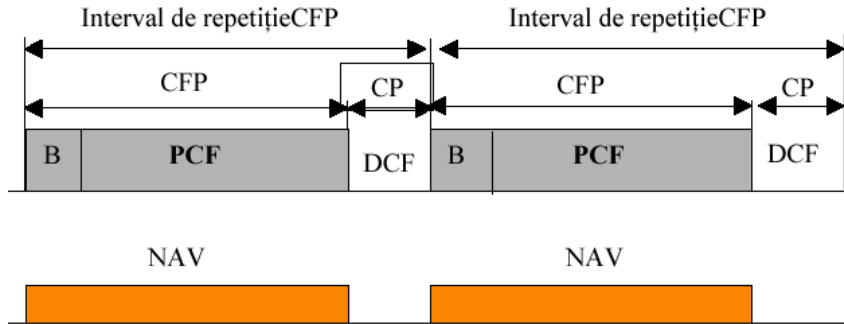 Interval de repetițieCFP Interval de repetițieCFP
CFP CP CFP CP
B PCF DCF B PCF DCF
NAV NAV